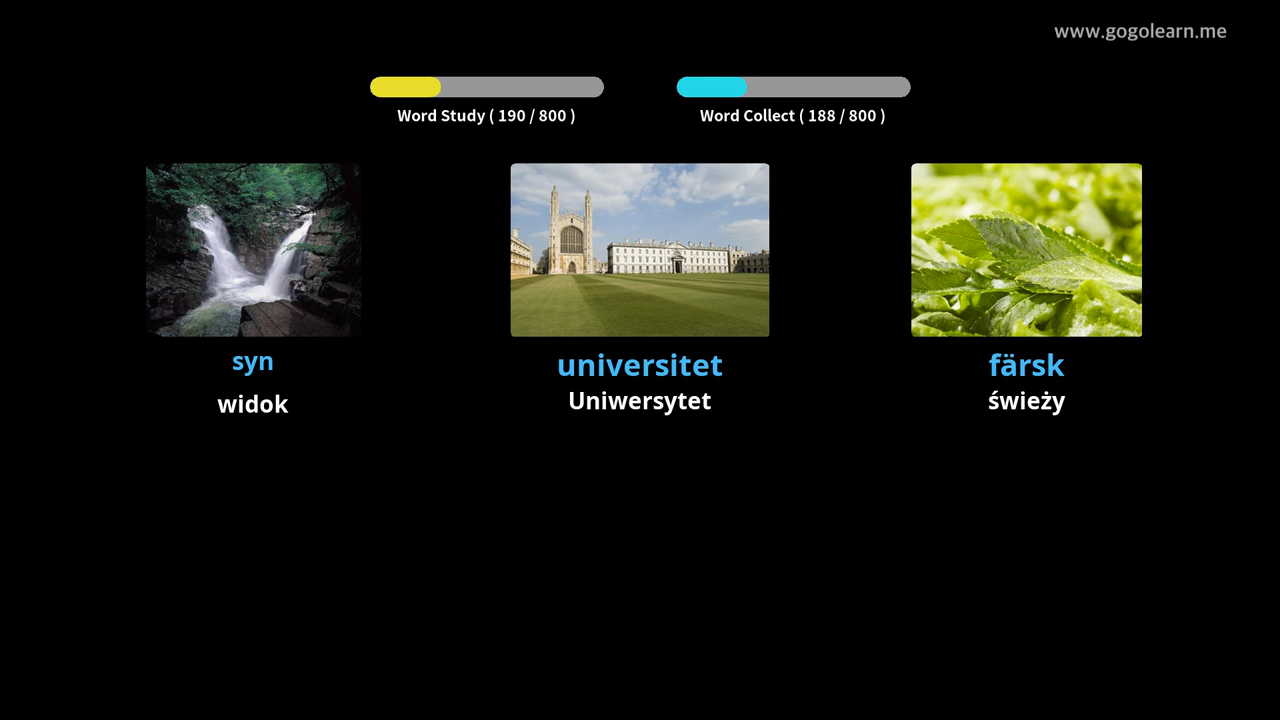 www.gogolearn.me
Word Study ( 190 / 800 )
Word Collect ( 188 / 800 )
syn
widok
universitet
Uniwersytet
färsk
świeży